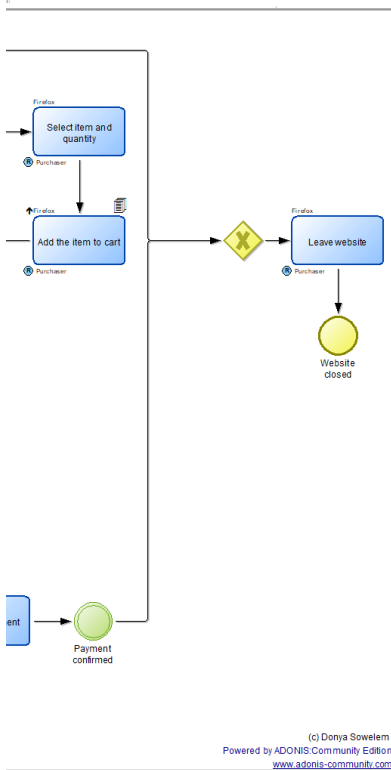 Firefox
Select item and
quantity
R Purchaser
Firefox
Add the item to cart
R Purchaser
X
Firefox
Leave website
R Purchaser
Website
closed
ent
Payment
confirmed
(c) Donya Sowelem
Powered by ADONIS:Community Edition
www.adonis-community.com